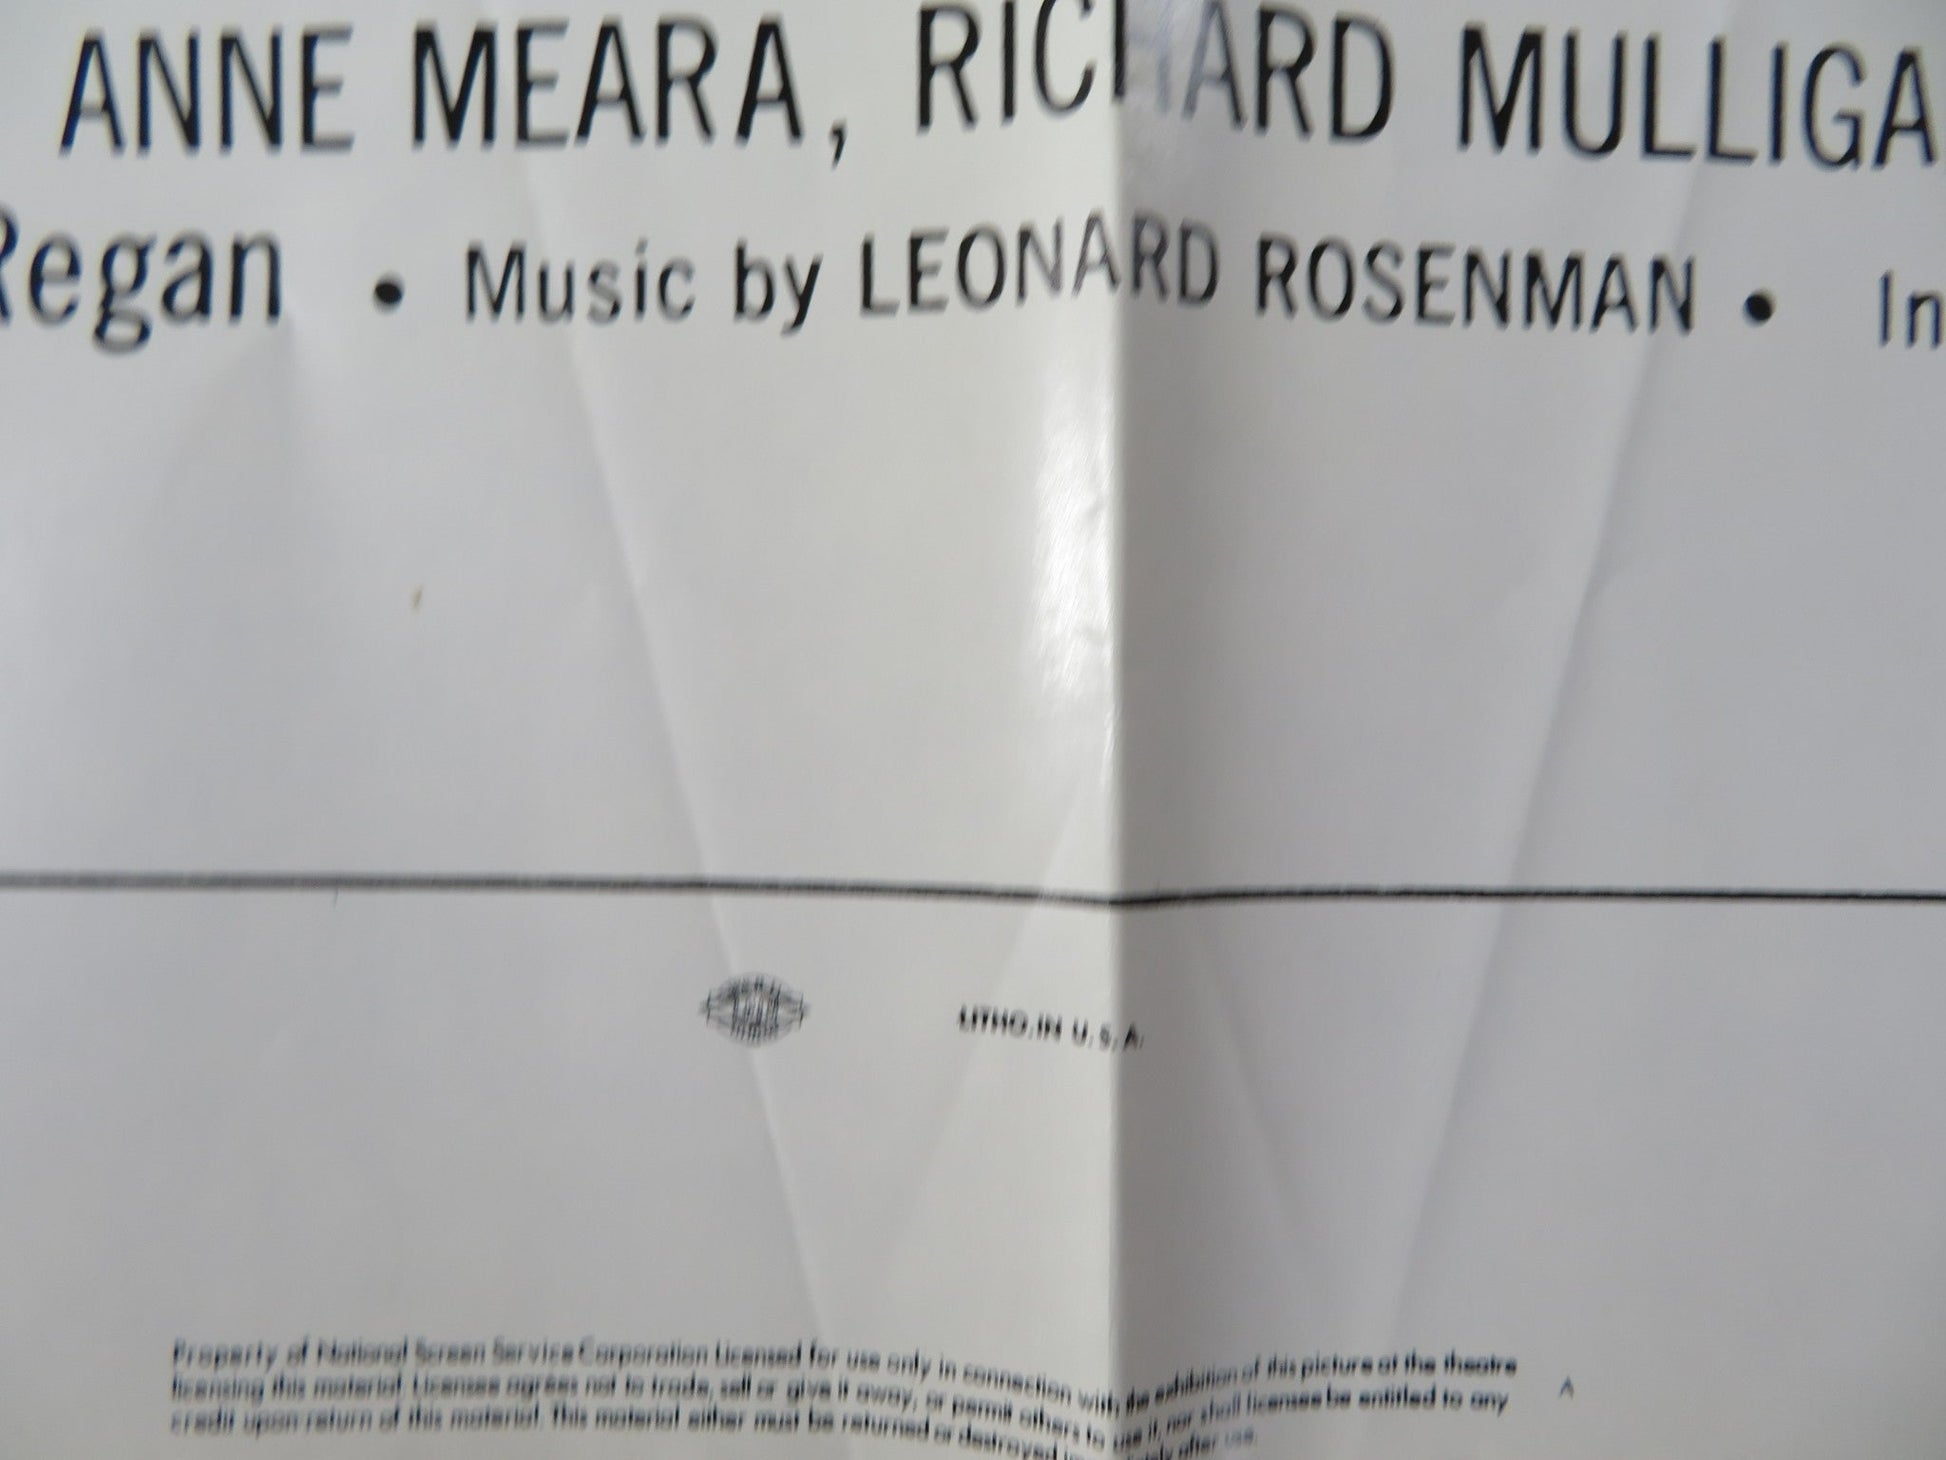 ANNE MEARA, RICHARD MULLIGA
Regan • Music by LEONARD ROSENMAN • In
LITHO. IN U.S.A.
Property of National Screen Service Corporation Licensed for use only in connection with the exhibition of this picture at the theatre
licensing this material. Licensee agrees not to trade, sell or give it away, or permit others to use it, nor shall licensee be entitled to any
credit upon return of this material. This material either must be returned or destroyed immediately after use.
A